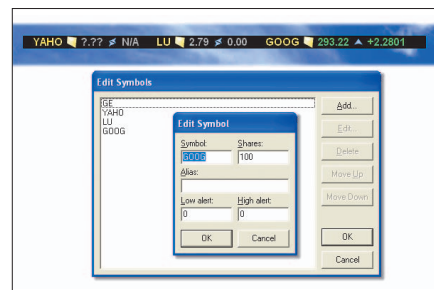 YAHO ?.?? N/A LU 2.79 0.00 GOOG 293.22 +2.2801
Edit Symbols
GE
YAHO
LU
GOOG
Add...
Edit...
Delete
Move Up
Move Down
OK
Cancel
Edit Symbol
Symbol: Shares:
GOOG 100
Alias:
Low alert: High alert:
0 0
OK Cancel